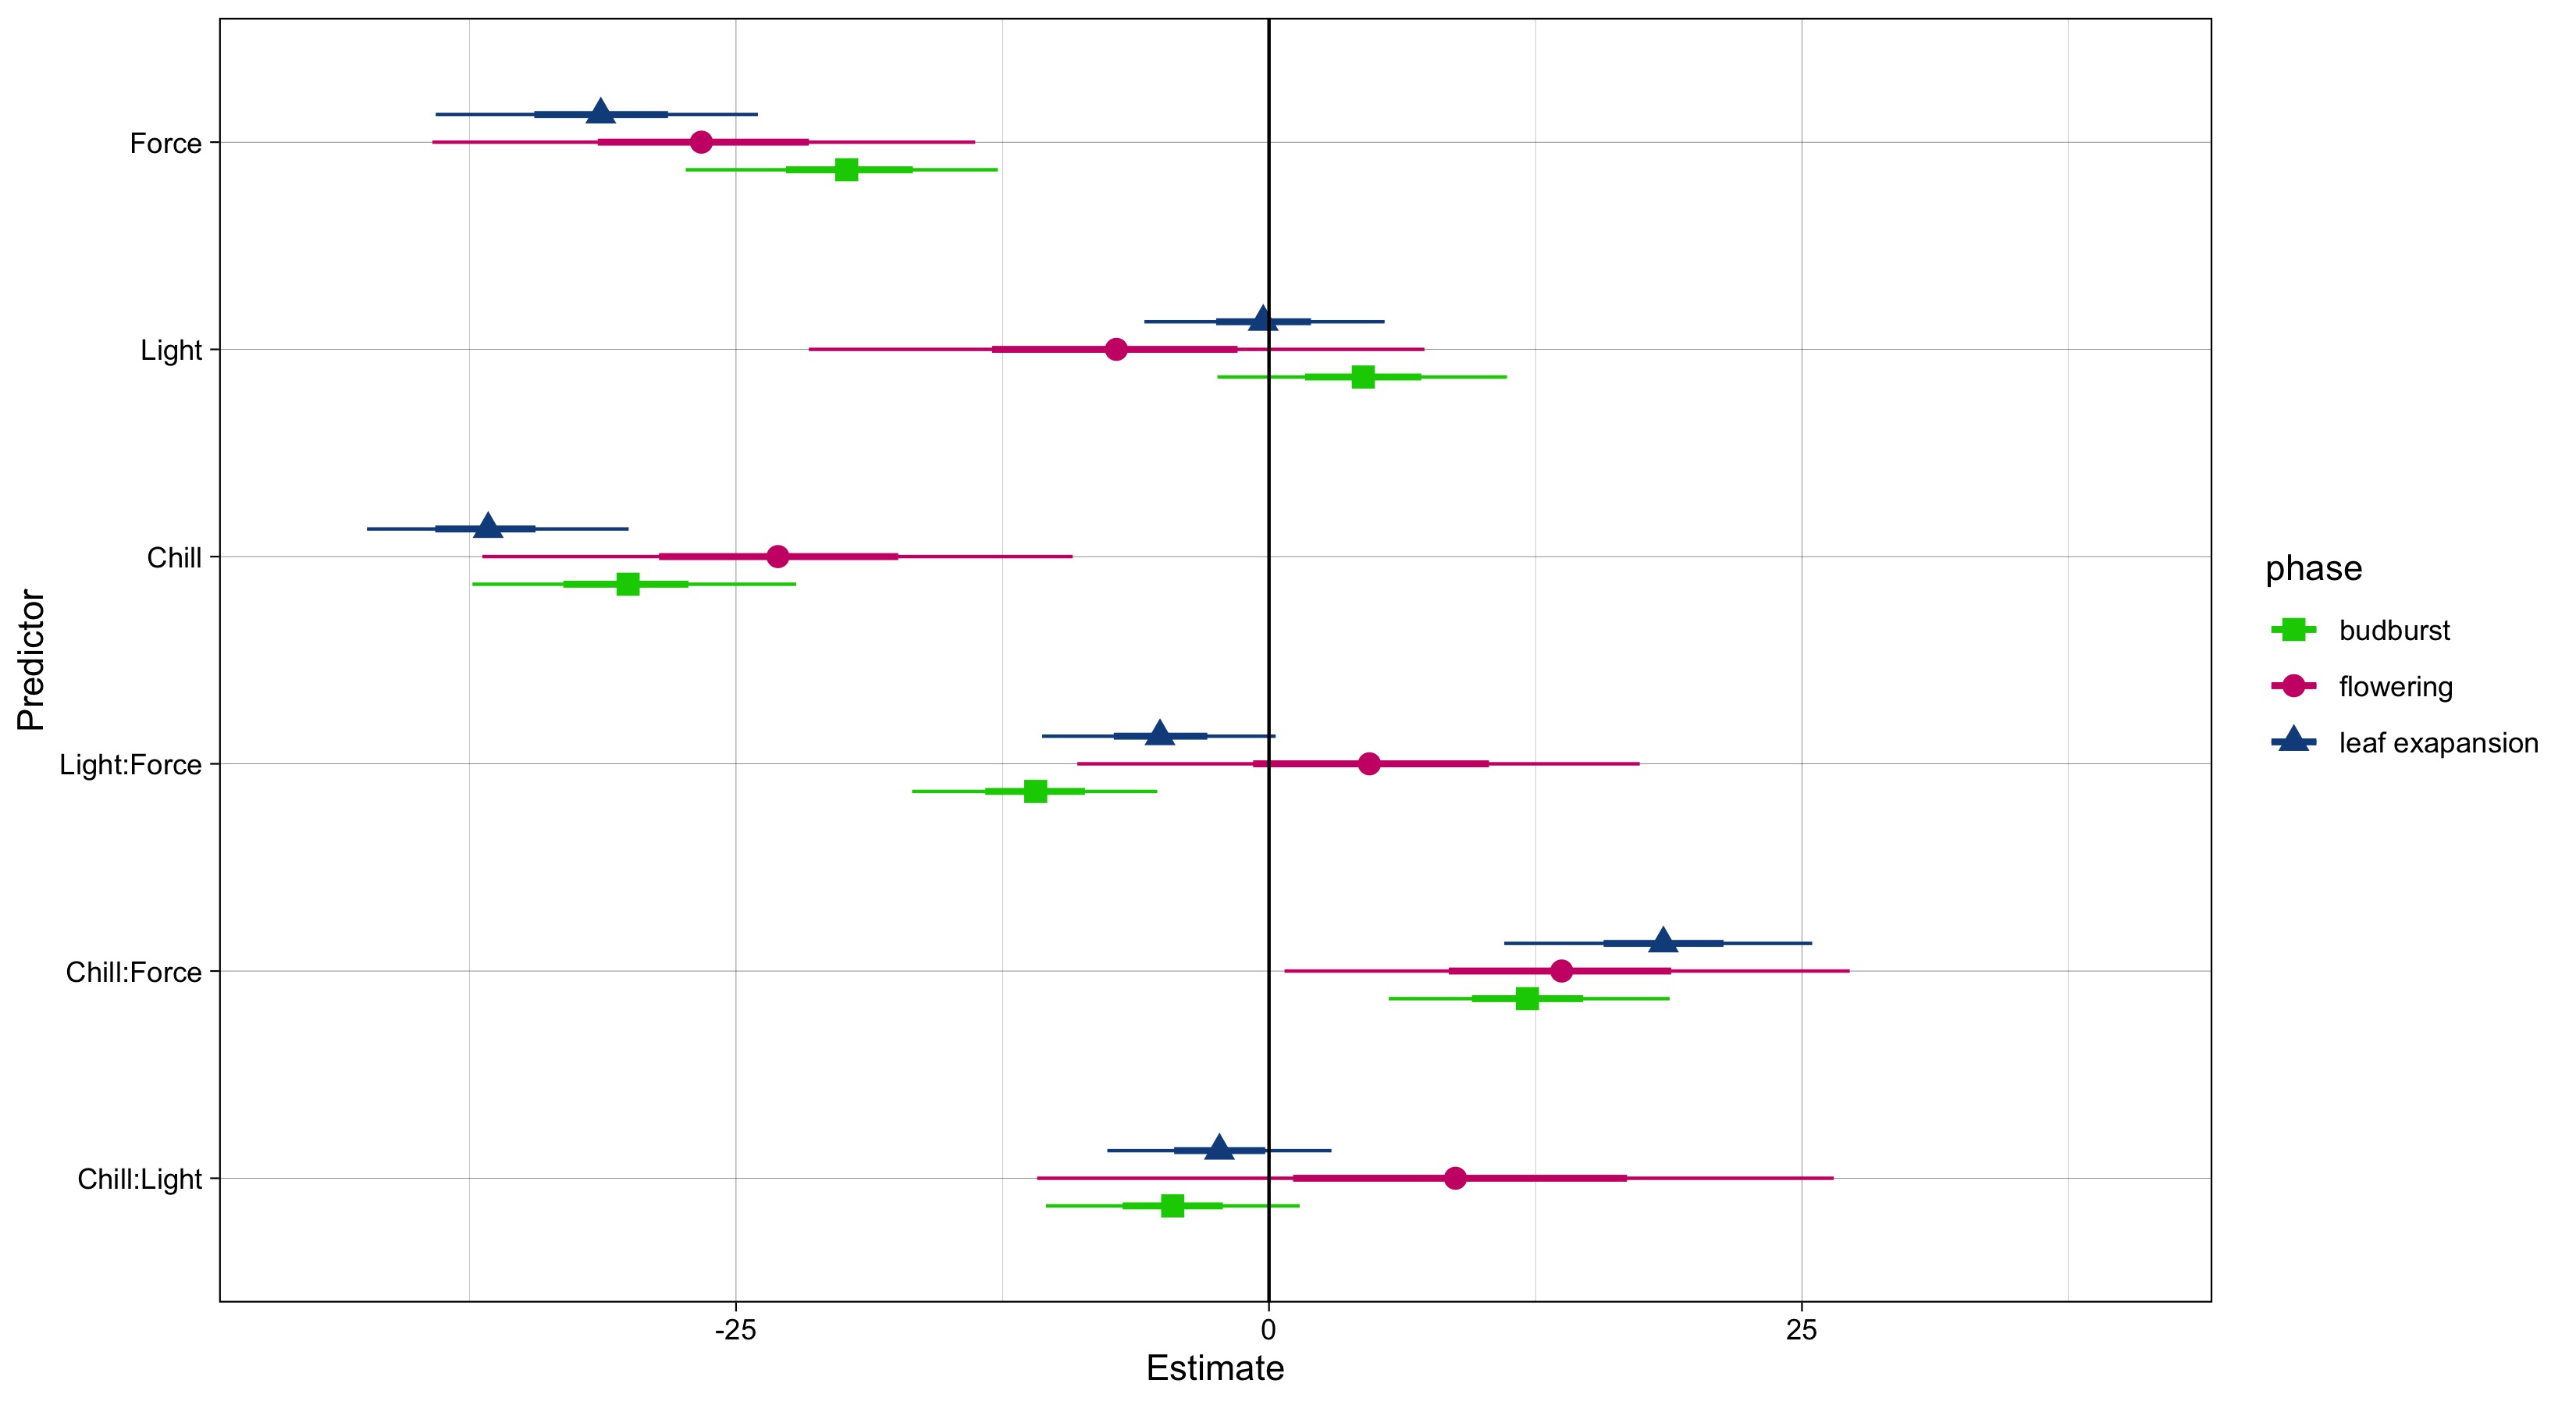 Predictor
Force
Light
Chill
Light:Force
Chill:Force
Chill:Light
-25
0
25
Estimate
phase
budburst
flowering
leaf exapansion